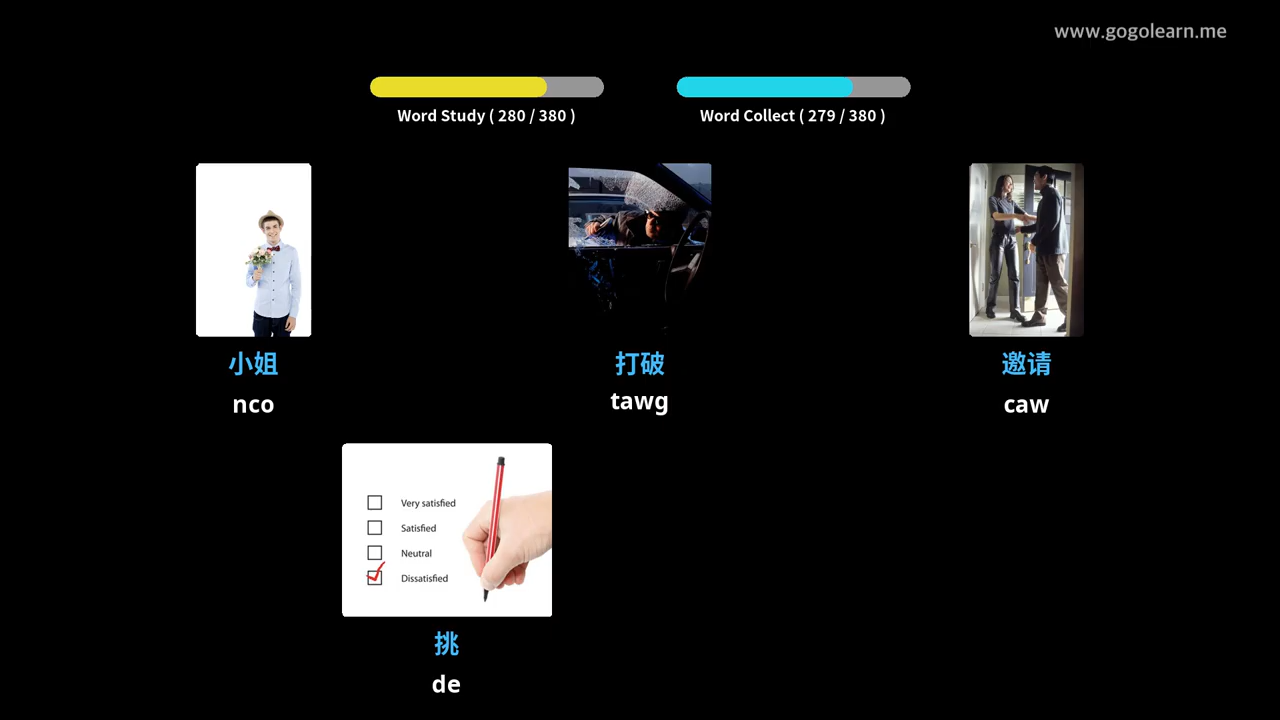 www.gogolearn.me
Word Study ( 280 / 380 )
Word Collect ( 279 / 380 )
小姐
打破
邀请
nco
tawg
caw
Very satisfied
Satisfied
Neutral
Dissatisfied
挑
de